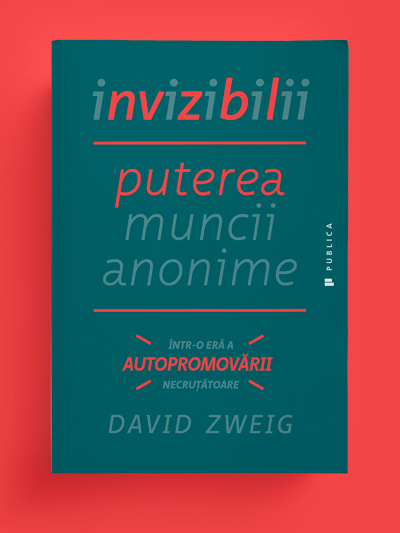 invizibilii
puterea
muncii
anonime
PUBLICA
ÎNTR-O ERĂ A
AUTOPROMOVĂRII
NECRUȚĂTOARE
DAVID ZWEIG